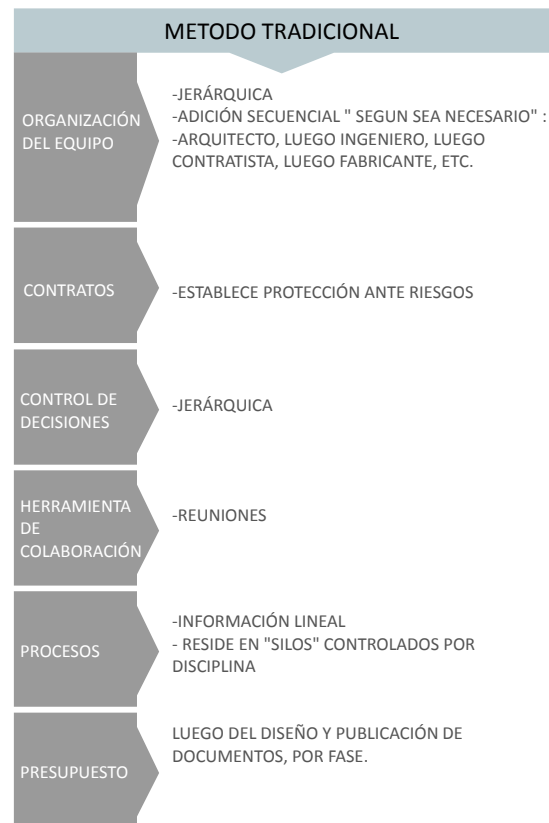 METODO TRADICIONAL
ORGANIZACIÓN
DEL EQUIPO
-JERÁRQUICA
-ADICIÓN SECUENCIAL " SEGUN SEA NECESARIO" :
-ARQUITECTO, LUEGO INGENIERO, LUEGO
CONTRATISTA, LUEGO FABRICANTE, ETC.
CONTRATOS
-ESTABLECE PROTECCIÓN ANTE RIESGOS
CONTROL DE
DECISIONES
-JERÁRQUICA
HERRAMIENTA
DE
COLABORACIÓN
-REUNIONES
PROCESOS
-INFORMACIÓN LINEAL
- RESIDE EN "SILOS" CONTROLADOS POR
DISCIPLINA
PRESUPUESTO
LUEGO DEL DISEÑO Y PUBLICACIÓN DE
DOCUMENTOS, POR FASE.